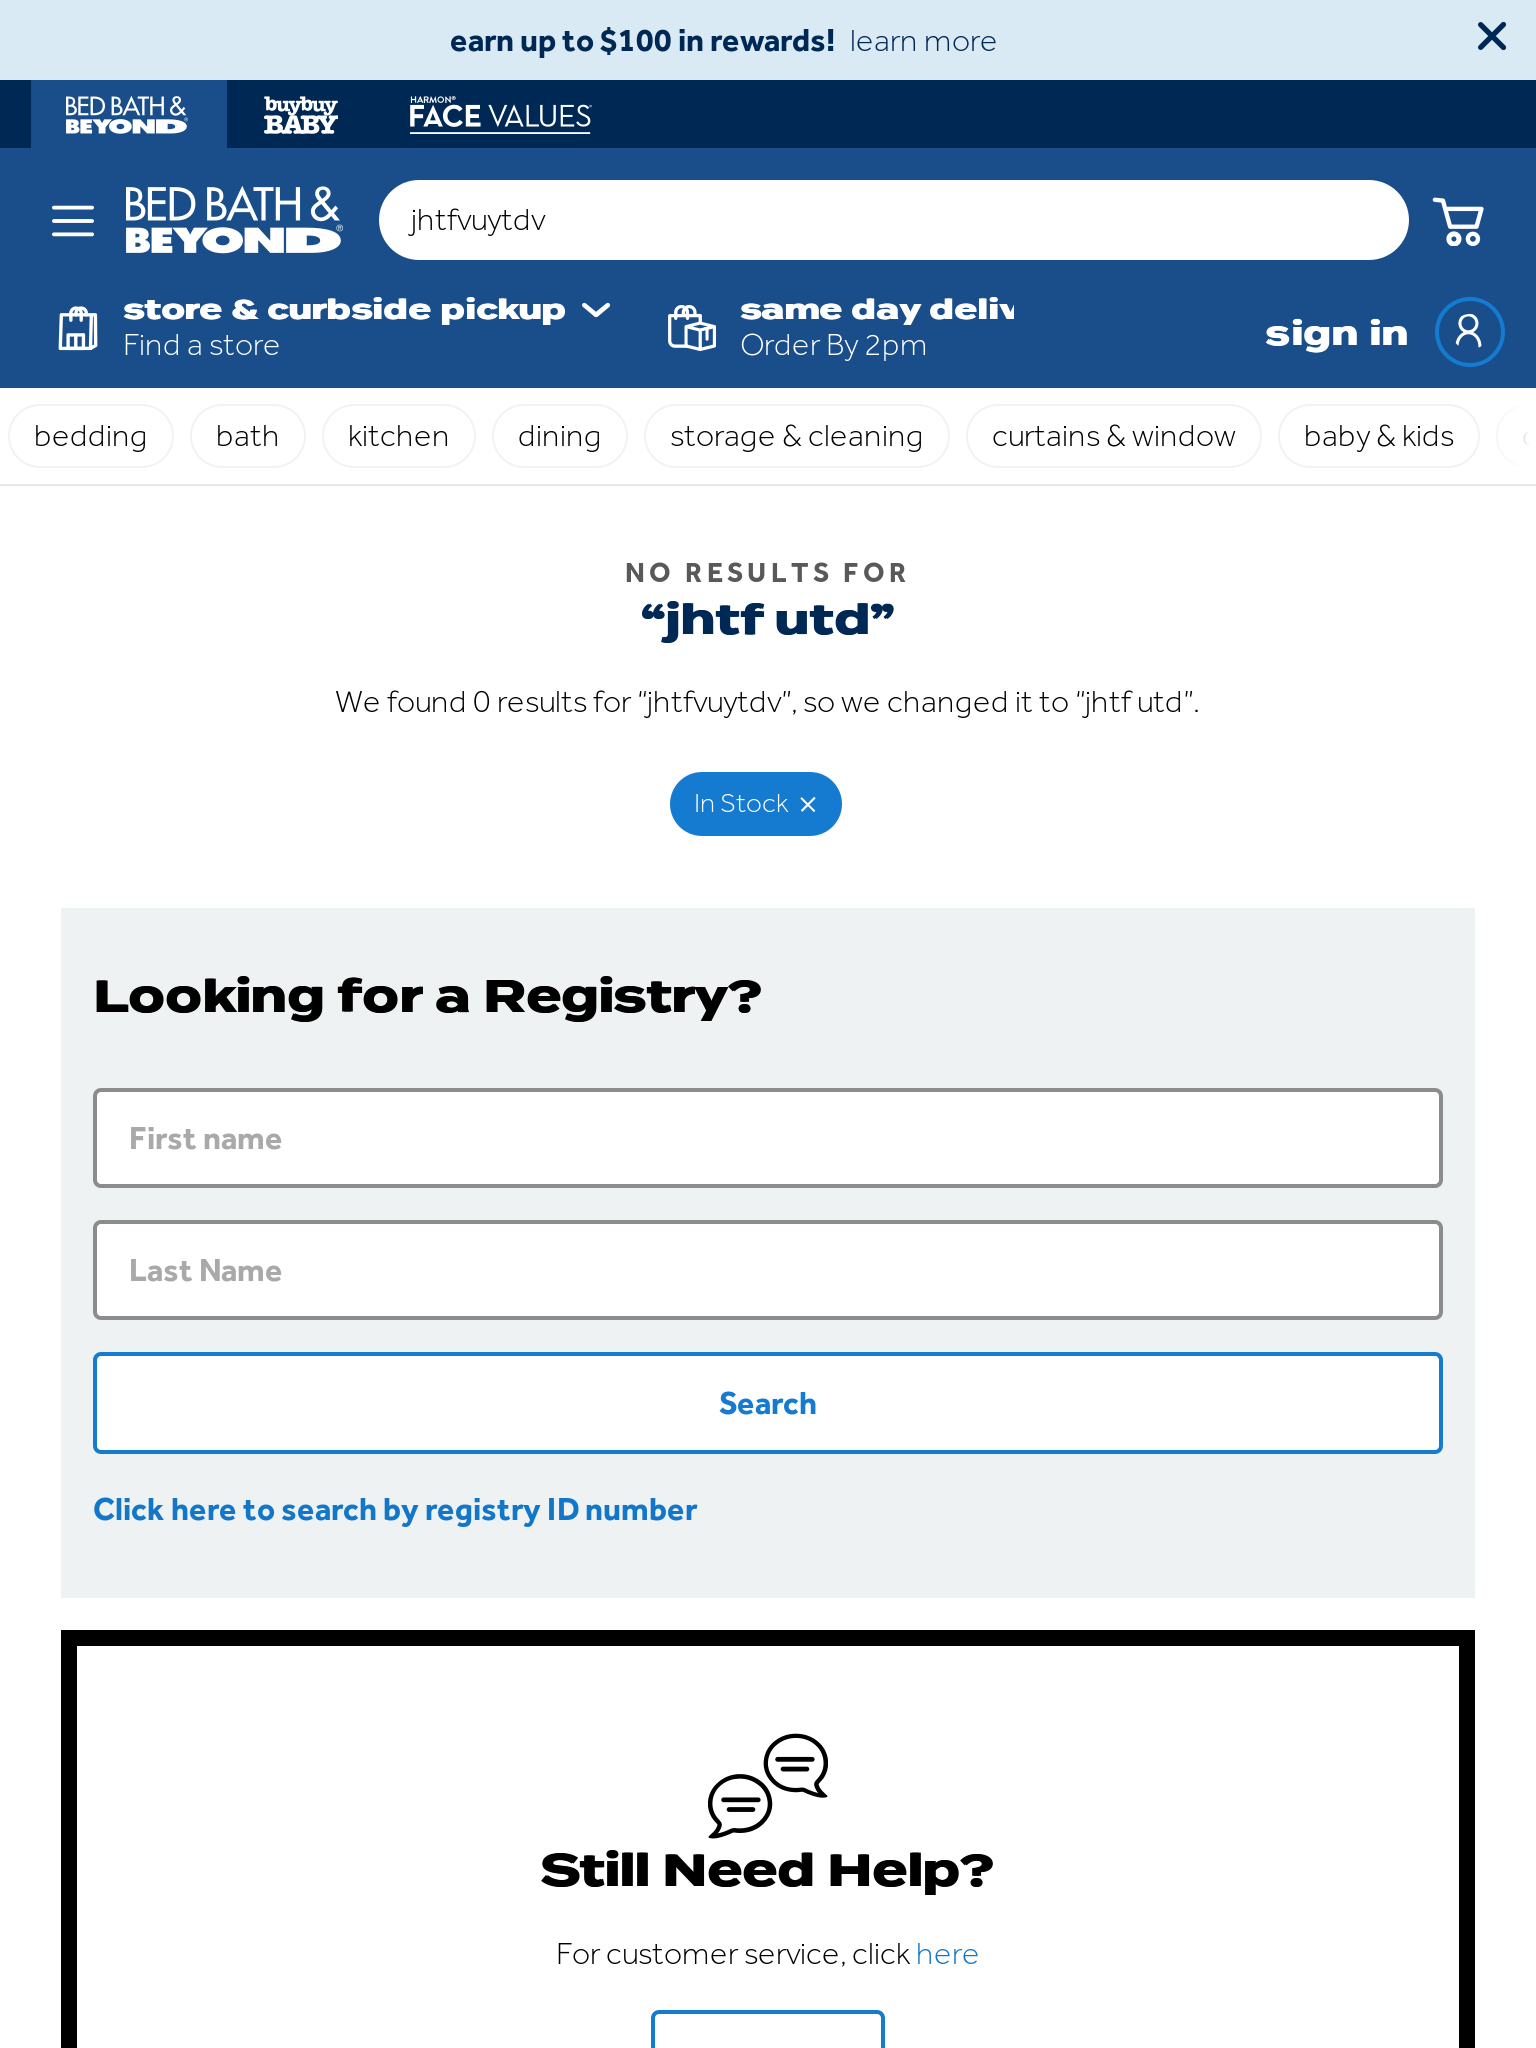 earn up to $100 in rewards! learn more
BED BATH & BEYOND buybuy BABY HARMON® FACE VALUES
BED BATH &
BEYOND®
jhtfvuytdv
store & curbside pickup
Find a store
same day deliv
Order By 2pm
sign in
bedding bath kitchen dining storage & cleaning curtains & window baby & kids
NO RESULTS FOR
“jhtf utd”
We found 0 results for “jhtfvuytdv”, so we changed it to “jhtf utd”.
In Stock
Looking for a Registry?
First name
Last Name
Search
Click here to search by registry ID number
Still Need Help?
For customer service, click here